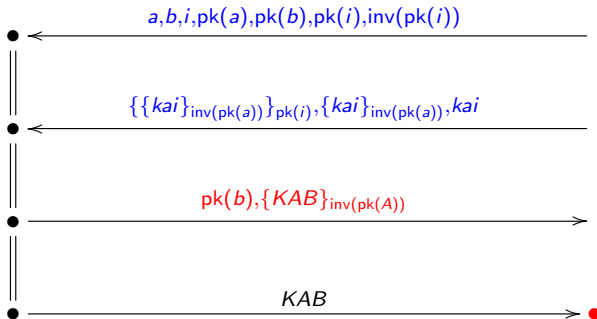 a,b,i,pk(a),pk(b),pk(i),inv(pk(i))
{{kai}inv(pk(a))}pk(i),{kai}inv(pk(a)),kai
pk(b),{KAB}inv(pk(A))
KAB